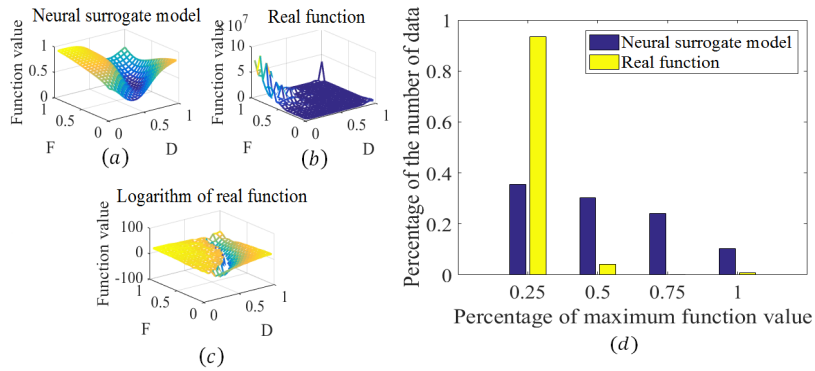 Neural surrogate model
Function value
1
0.5
0
1
0.5
0
0
0.5
1
F
D
(a)
Real function
Function value
10^7
10
5
0
1
0.5
0
0
0.5
1
F
D
(b)
Logarithm of real function
Function value
100
0
-100
1
0.5
0
0
0.5
1
F
D
(c)
Percentage of the number of data
1
0.8
0.6
0.4
0.2
0
Neural surrogate model
Real function
0.25
0.5
0.75
1
Percentage of maximum function value
(d)